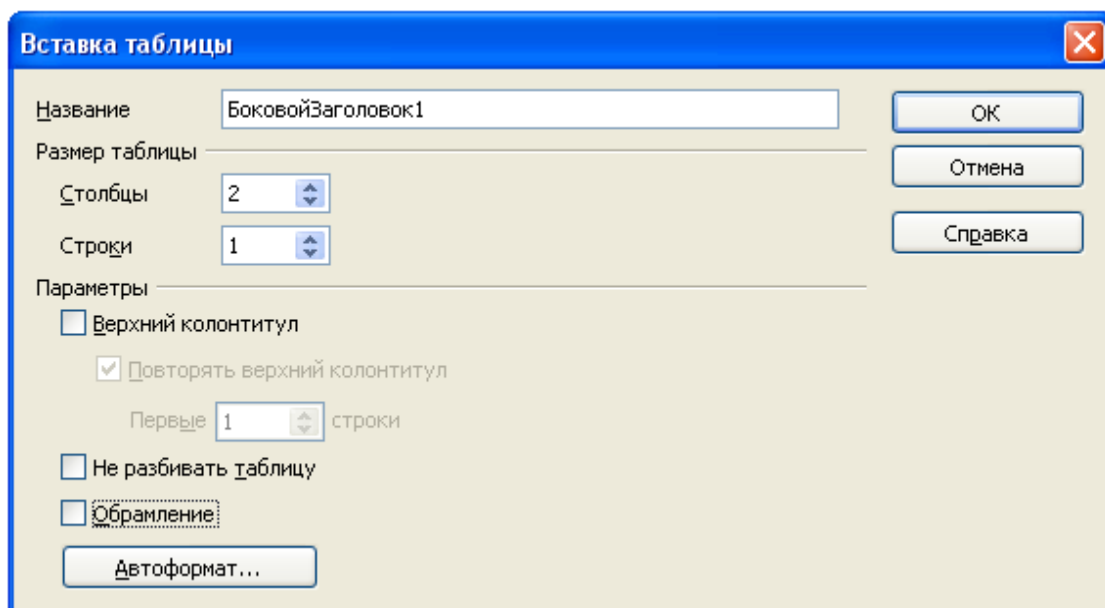 Вставка таблицы
Название БоковойЗаголовок1
ОК
Размер таблицы
Отмена
Столбцы 2
Строки 1
Справка
Параметры
Верхний колонтитул
Повторять верхний колонтитул
Первые 1 строки
Не разбивать таблицу
Обрамление
Автоформат...